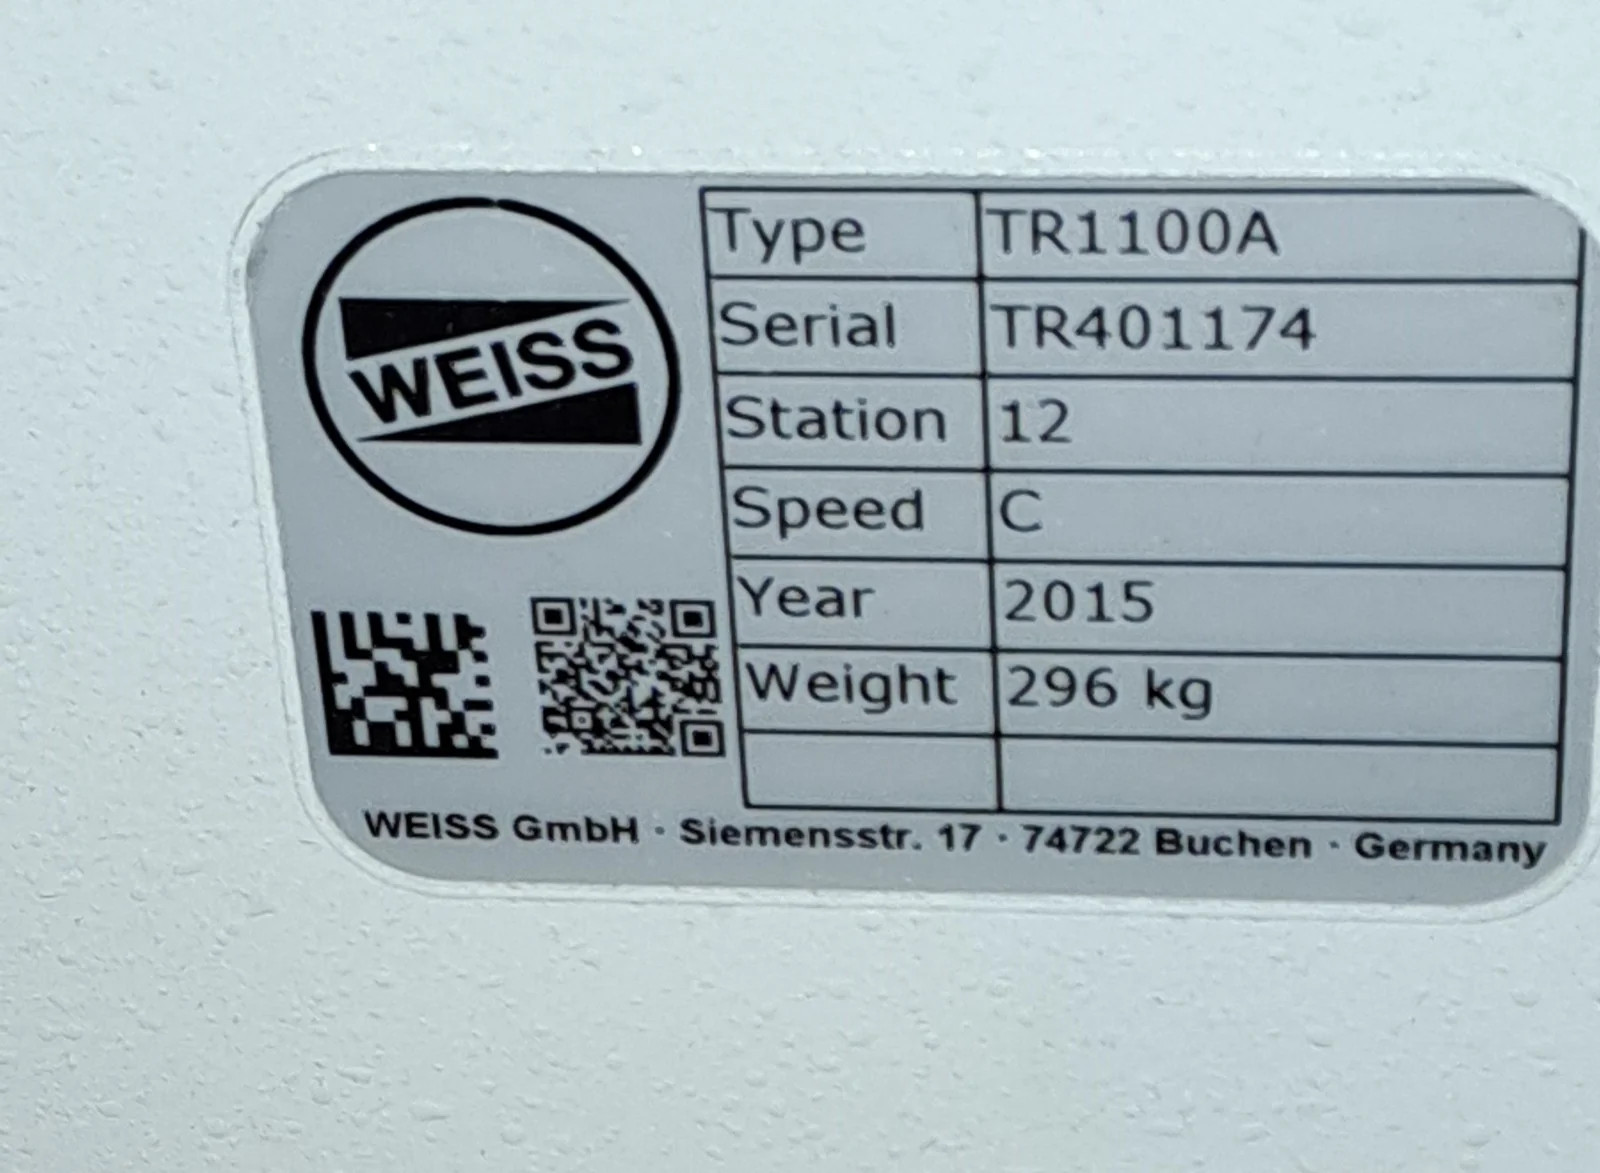 WEISS
Type TR1100A
Serial TR401174
Station 12
Speed C
Year 2015
Weight 296 kg
WEISS GmbH · Siemensstr. 17 · 74722 Buchen · Germany